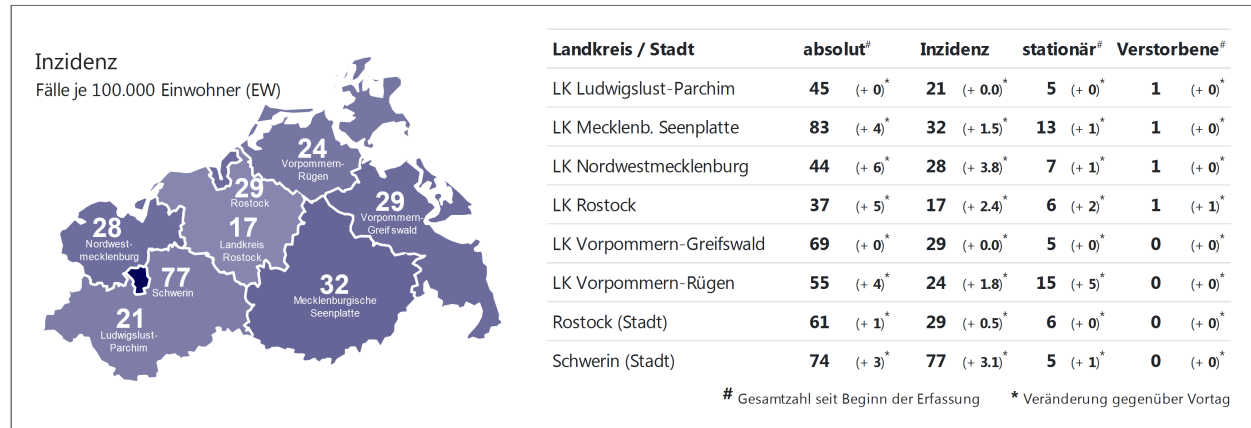 Inzidenz
Fälle je 100.000 Einwohner (EW)
24
Vorpommern-
Rügen
29
Rostock
29
Vorpommern-
Greifswald
17
Landkreis
Rostock
28
Nordwest-
mecklenburg
77
Schwerin
32
Mecklenburgische
Seenplatte
21
Ludwigslust-
Parchim
Landkreis / Stadt absolut# Inzidenz stationär# Verstorbene#
LK Ludwigslust-Parchim 45 (+ 0)* 21 (+ 0.0)* 5 (+ 0)* 1 (+ 0)*
LK Mecklenb. Seenplatte 83 (+ 4)* 32 (+ 1.5)* 13 (+ 1)* 1 (+ 0)*
LK Nordwestmecklenburg 44 (+ 6)* 28 (+ 3.8)* 7 (+ 1)* 1 (+ 0)*
LK Rostock 37 (+ 5)* 17 (+ 2.4)* 6 (+ 2)* 1 (+ 1)*
LK Vorpommern-Greifswald 69 (+ 0)* 29 (+ 0.0)* 5 (+ 0)* 0 (+ 0)*
LK Vorpommern-Rügen 55 (+ 4)* 24 (+ 1.8)* 15 (+ 5)* 0 (+ 0)*
Rostock (Stadt) 61 (+ 1)* 29 (+ 0.5)* 6 (+ 0)* 0 (+ 0)*
Schwerin (Stadt) 74 (+ 3)* 77 (+ 3.1)* 5 (+ 1)* 0 (+ 0)*
# Gesamtzahl seit Beginn der Erfassung * Veränderung gegenüber Vortag